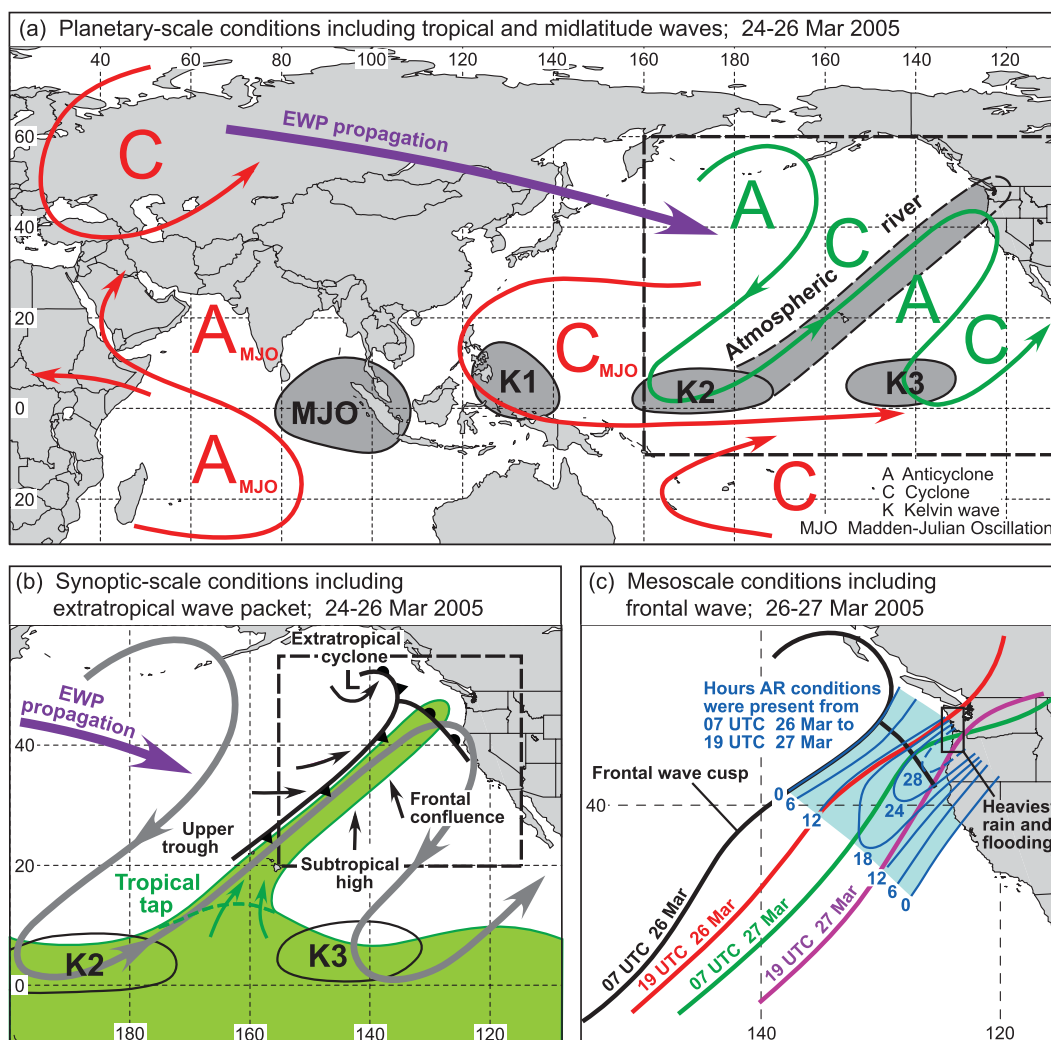 (a) Planetary-scale conditions including tropical and midlatitude waves; 24-26 Mar 2005
40 60 80 100 120 140 160 180 160 140 120
60
40
20
0
20
EWP propagation
C
A
C
Atmospheric river
A
C
A MJO
A MJO
MJO
K1
C MJO
K2
K3
C
A Anticyclone
C Cyclone
K Kelvin wave
MJO Madden-Julian Oscillation
(b) Synoptic-scale conditions including
extratropical wave packet; 24-26 Mar 2005
Extratropical
cyclone
L
EWP
propagation
40
Upper
trough
Frontal
confluence
20
Subtropical
high
Tropical
tap
K2
K3
0
180 160 140 120
(c) Mesoscale conditions including
frontal wave; 26-27 Mar 2005
Hours AR conditions
were present from
07 UTC 26 Mar to
19 UTC 27 Mar
Frontal wave cusp
40
0
6
12
28
24
18
12
6
0
Heaviest
rain and
flooding
07 UTC 26 Mar
19 UTC 26 Mar
07 UTC 27 Mar
19 UTC 27 Mar
140 120